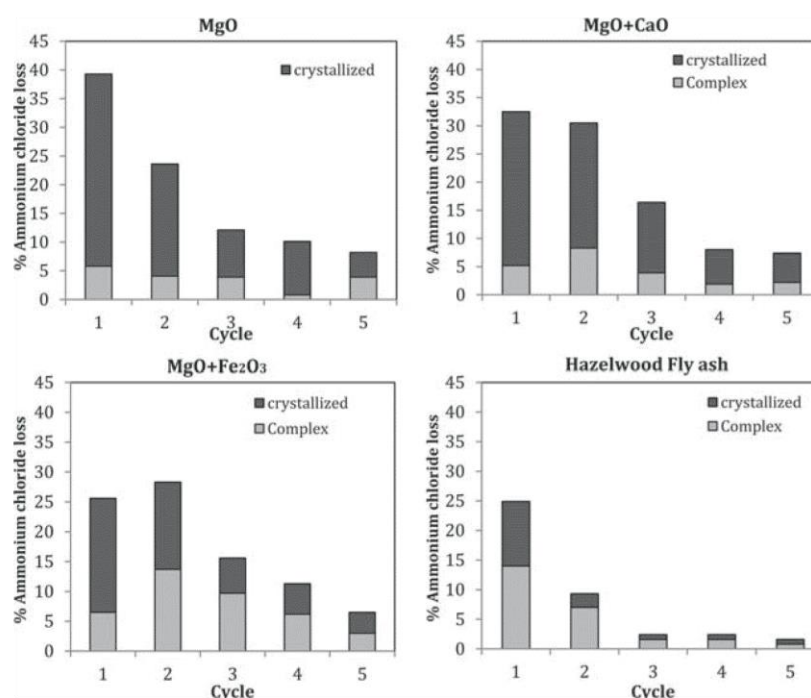 MgO
45
40
35
30
25
20
15
10
5
0
% Ammonium chloride loss
crystallized
1 2 3 4 5
Cycle
MgO+CaO
45
40
35
30
25
20
15
10
5
0
% Ammonium chloride loss
crystallized
Complex
1 2 3 4 5
Cycle
MgO+Fe₂O₃
45
40
35
30
25
20
15
10
5
0
% Ammonium chloride loss
crystallized
Complex
1 2 3 4 5
Cycle
Hazelwood Fly ash
45
40
35
30
25
20
15
10
5
0
% Ammonium chloride loss
crystallized
Complex
1 2 3 4 5
Cycle